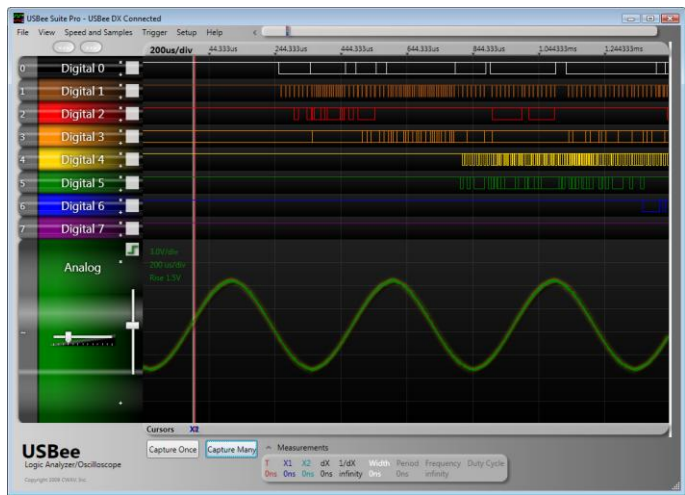 USBee Suite Pro - USBee DX Connected
File View Speed and Samples Trigger Setup Help <
200us/div 44.333us 244.333us 444.333us 644.333us 844.333us 1.044333ms 1.244333ms
0 Digital 0
1 Digital 1
2 Digital 2
3 Digital 3
4 Digital 4
5 Digital 5
6 Digital 6
7 Digital 7
1.0V/div
200 us/div
Rise 1.5V
Analog
Cursors X2
USBee
Logic Analyzer/Oscilloscope
Capture Once Capture Many Measurements
T X1 X2 dX 1/dX Width Period Frequency Duty Cycle
0ns 0ns 0ns 0ns infinity 0ns 0ns infinity